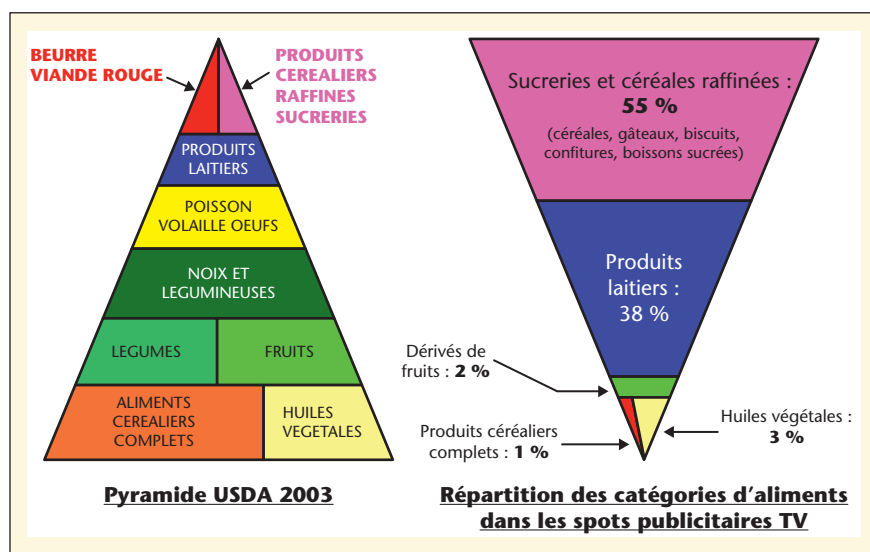 BEURRE
VIANDE ROUGE
PRODUITS
CEREALIERS
RAFFINES
SUCRERIES
PRODUITS
LAITIERS
POISSON
VOLAILLE OEUFS
NOIX ET
LEGUMINEUSES
LEGUMES
FRUITS
ALIMENTS
CEREALIERS
COMPLETS
HUILES
VEGETALES
Pyramide USDA 2003
Sucreries et céréales raffinées :
55 %
(céréales, gâteaux, biscuits,
confitures, boissons sucrées)
Produits
laitiers :
38 %
Dérivés de
fruits : 2 %
Produits céréaliers
complets : 1 %
Huiles végétales :
3 %
Répartition des catégories d’aliments
dans les spots publicitaires TV